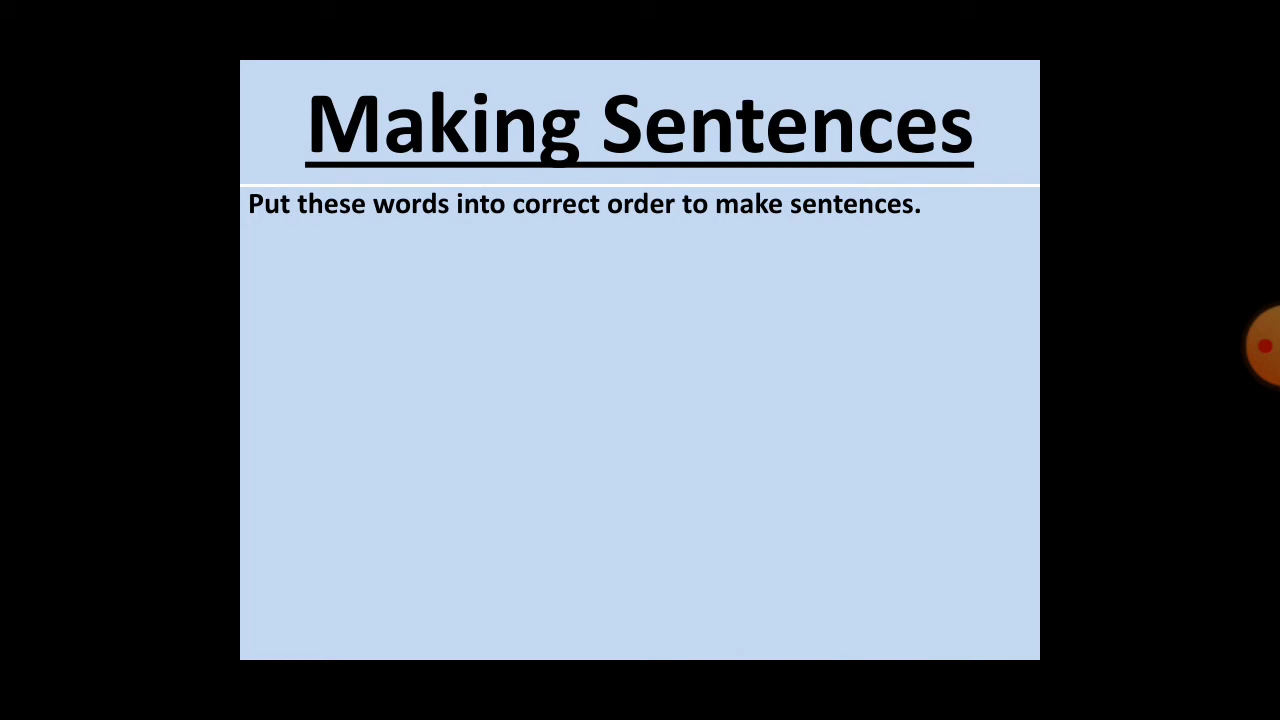 Making Sentences
Put these words into correct order to make sentences.